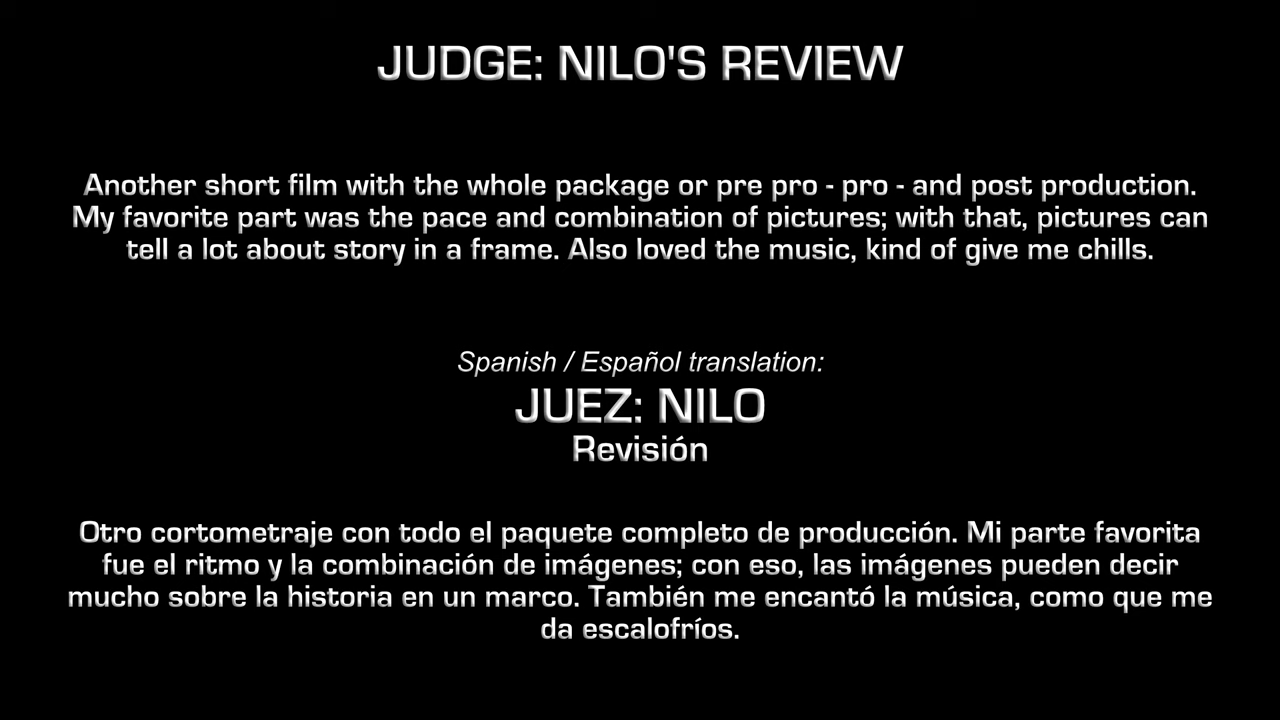 JUDGE: NILO'S REVIEW
Another short film with the whole package or pre pro - pro - and post production.
My favorite part was the pace and combination of pictures; with that, pictures can
tell a lot about story in a frame. Also loved the music, kind of give me chills.
Spanish / Español translation:
JUEZ: NILO
Revisión
Otro cortometraje con todo el paquete completo de producción. Mi parte favorita
fue el ritmo y la combinación de imágenes; con eso, las imágenes pueden decir
mucho sobre la historia en un marco. También me encantó la música, como que me
da escalofríos.